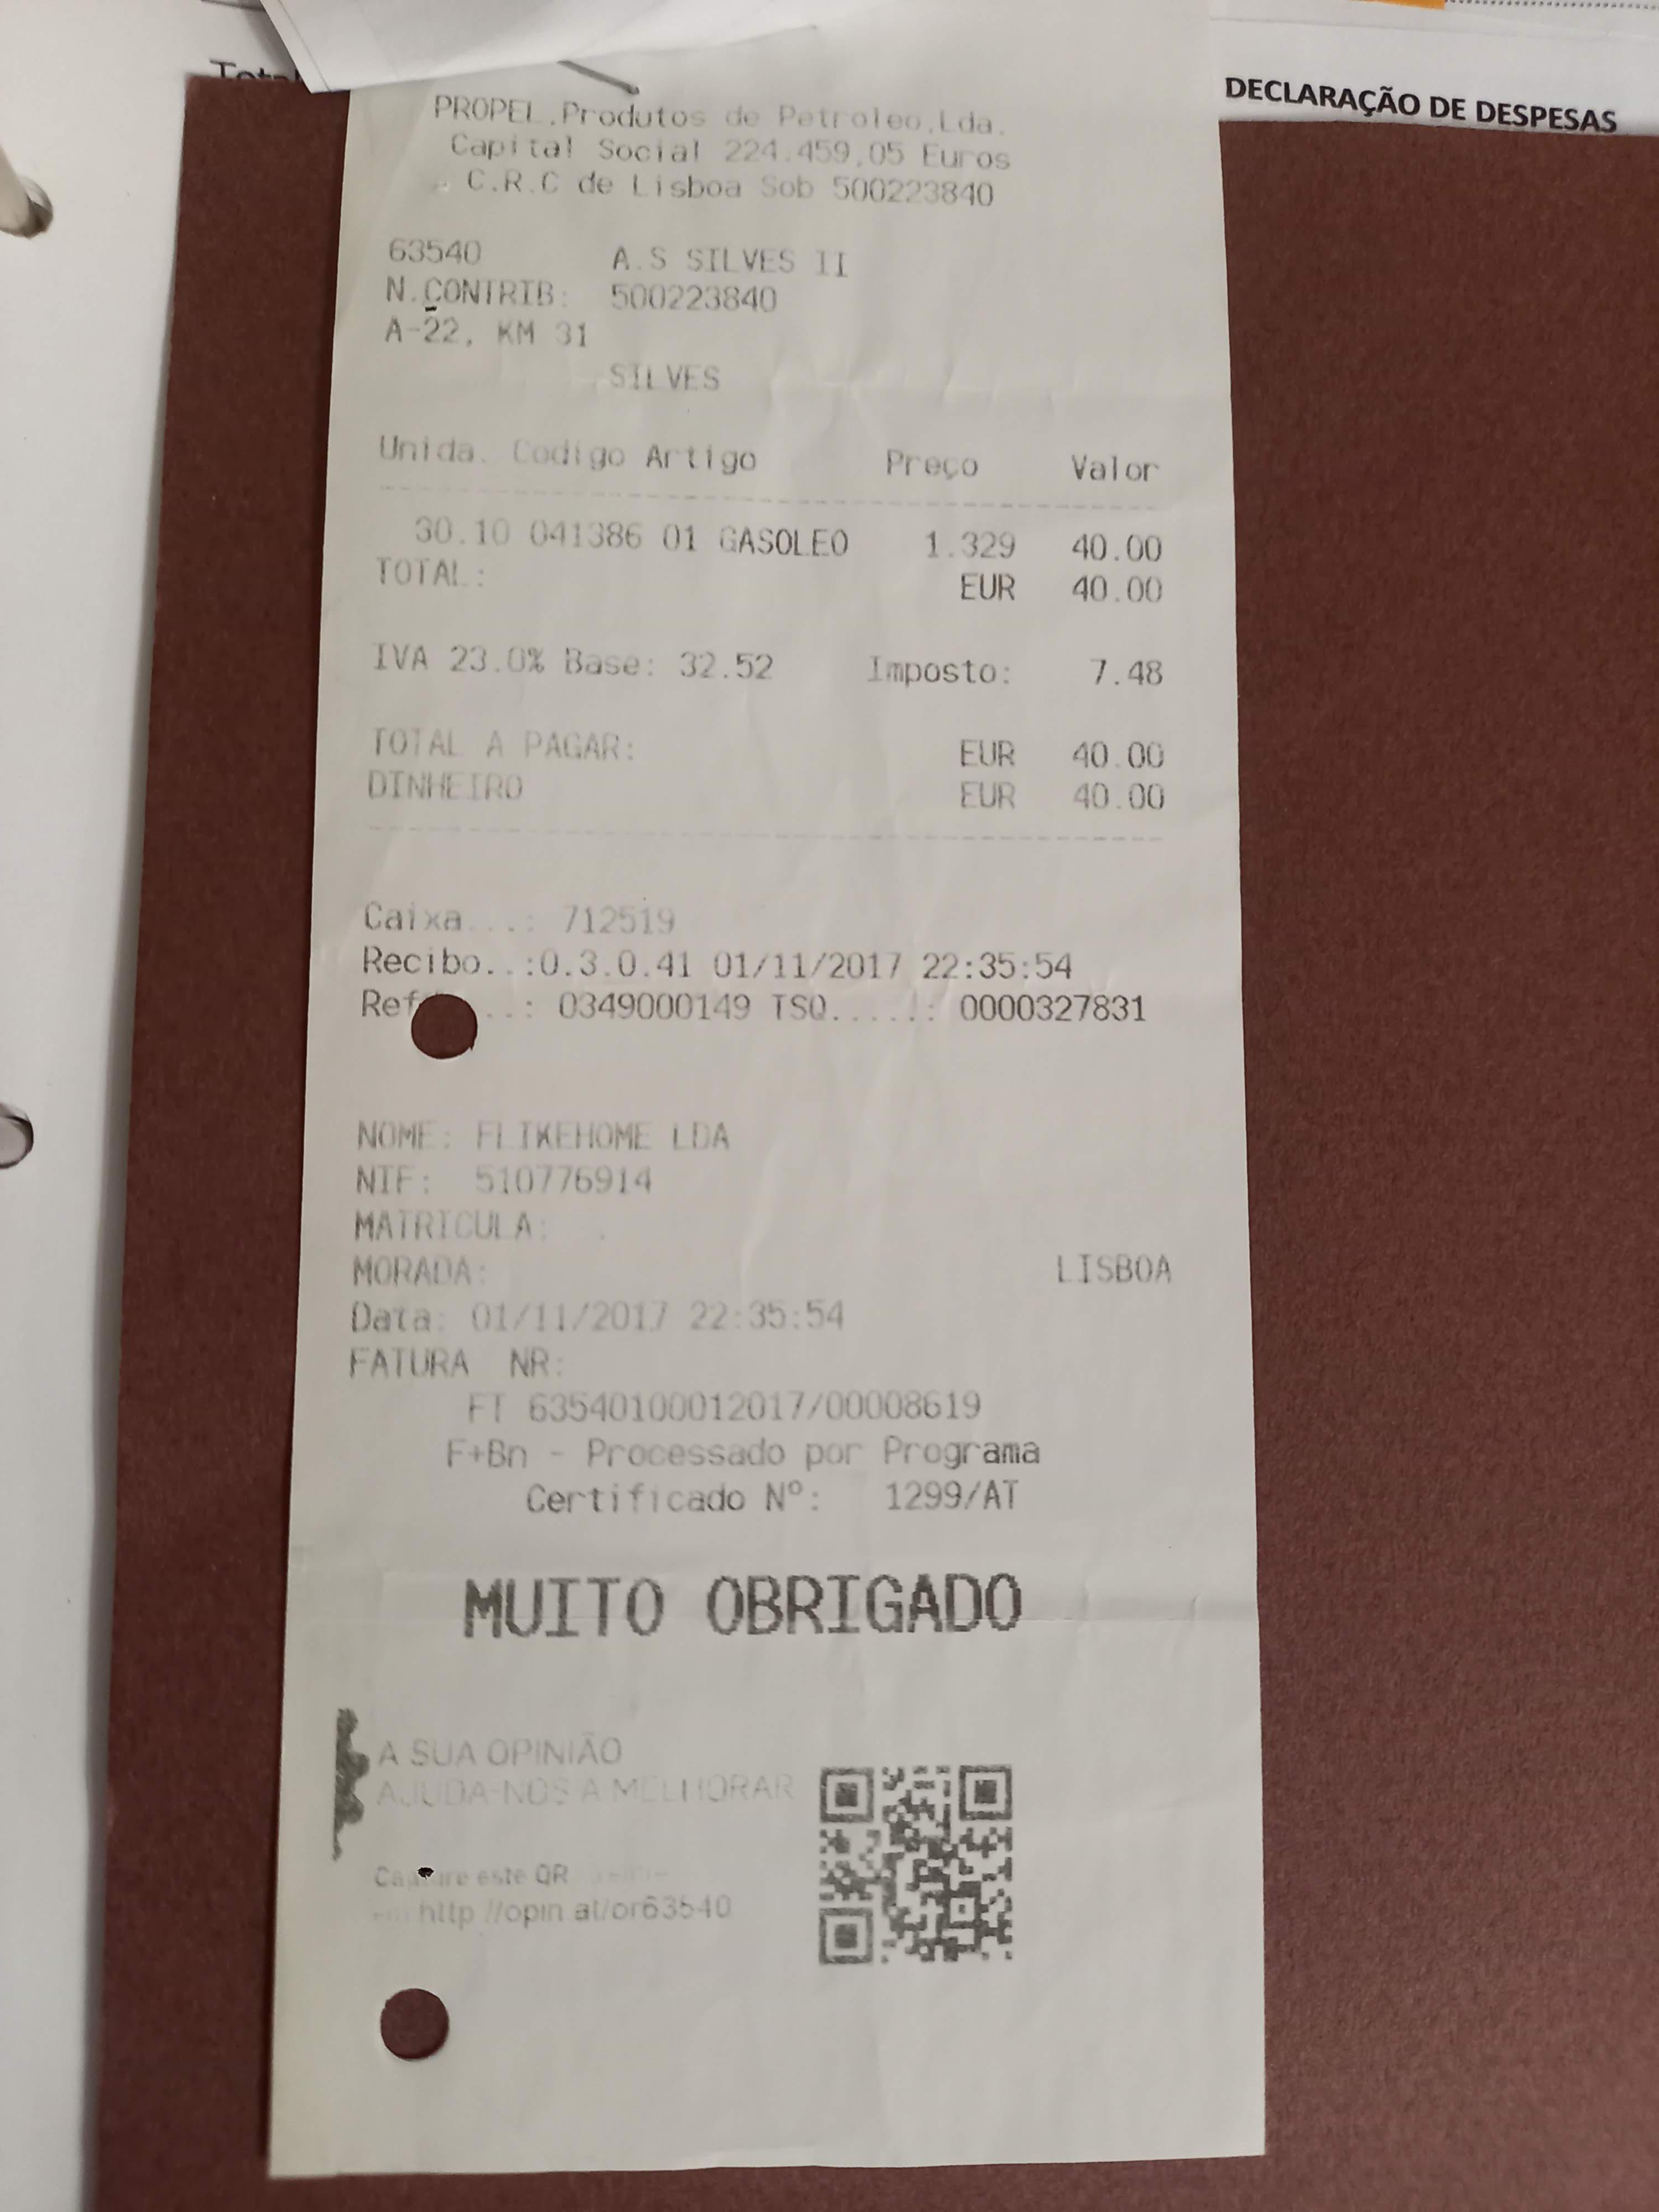 DECLARAÇÃO DE DESPESAS
PROPEL.Produtos de Petroleo,Lda.
Capital Social 224.459,05 Euros
C.R.C de Lisboa Sob 500223840
63540 A.S SILVES II
N.CONTRIB: 500223840
A-22, KM 31
SILVES
Unida. Codigo Artigo Preço Valor
30.10 041386 01 GASOLEO 1.329 40.00
TOTAL: EUR 40.00
IVA 23.0% Base: 32.52 Imposto: 7.48
TOTAL A PAGAR: EUR 40.00
DINHEIRO EUR 40.00
Caixa...: 712519
Recibo..:0.3.0.41 01/11/2017 22:35:54
Ref ..: 0349000149 TSQ.....: 0000327831
NOME: FLIKEHOME LDA
NIF: 510776914
MATRICULA:
MORADA: LISBOA
Data: 01/11/2017 22:35:54
FATURA NR:
FT 63540100012017/00008619
F+Bn - Processado por Programa
Certificado Nº: 1299/AT
MUITO OBRIGADO
A SUA OPINIÃO
AJUDA-NOS A MELHORAR
este QR
http://opin.at/or63540